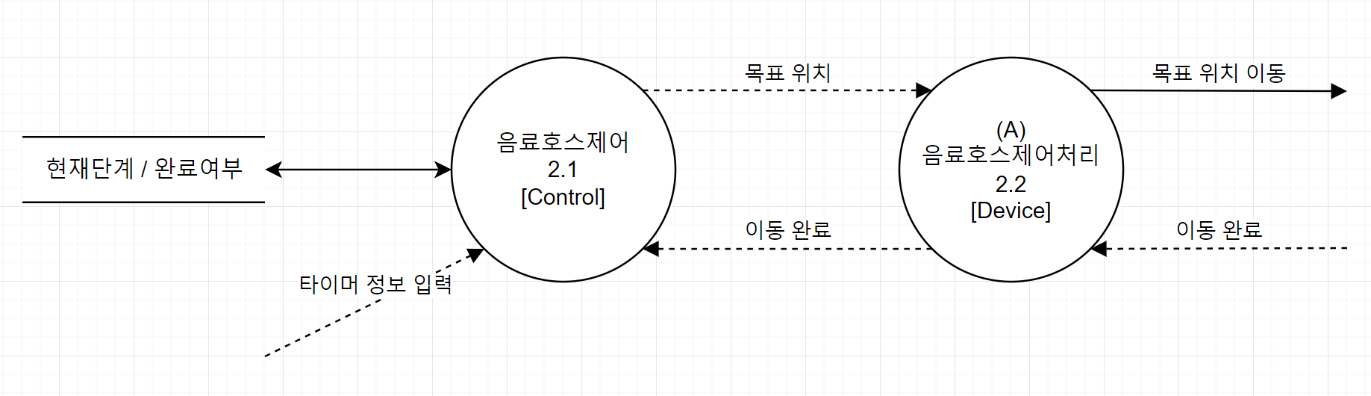 목표 위치
목표 위치 이동
현재단계 / 완료여부
음료호스제어
2.1
[Control]
(A)
음료호스제어처리
2.2
[Device]
이동 완료
이동 완료
타이머 정보 입력